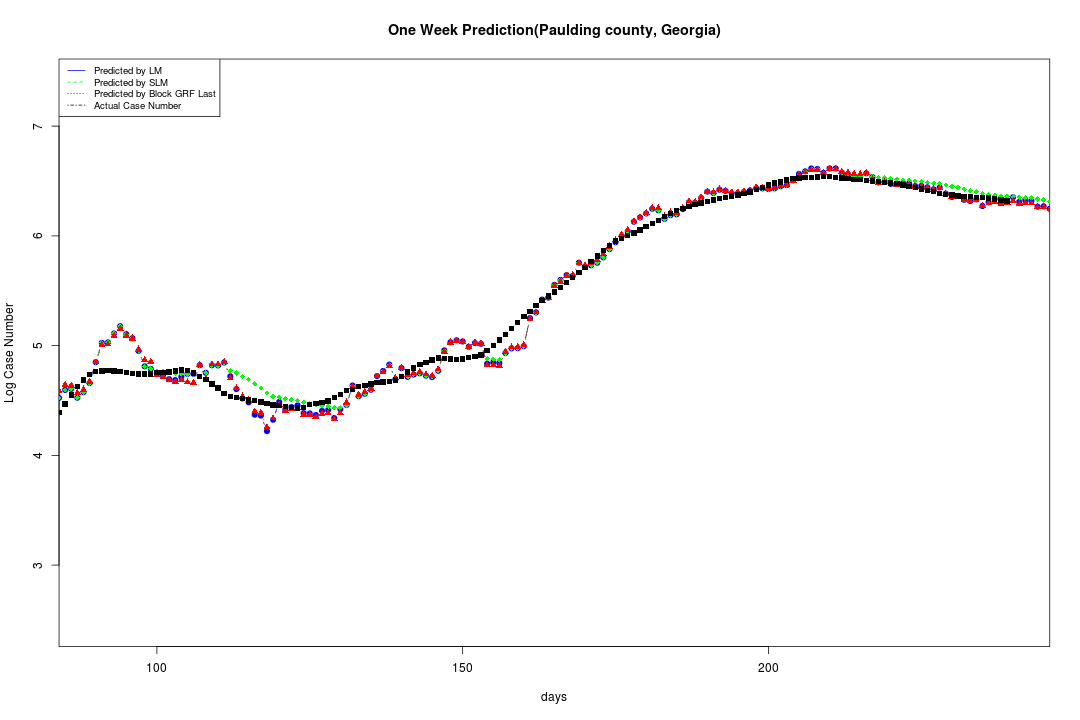 One Week Prediction(Paulding county, Georgia)
Predicted by LM
Predicted by SLM
Predicted by Block GRF Last
Actual Case Number
Log Case Number
7
6
5
4
3
100 150 200
days